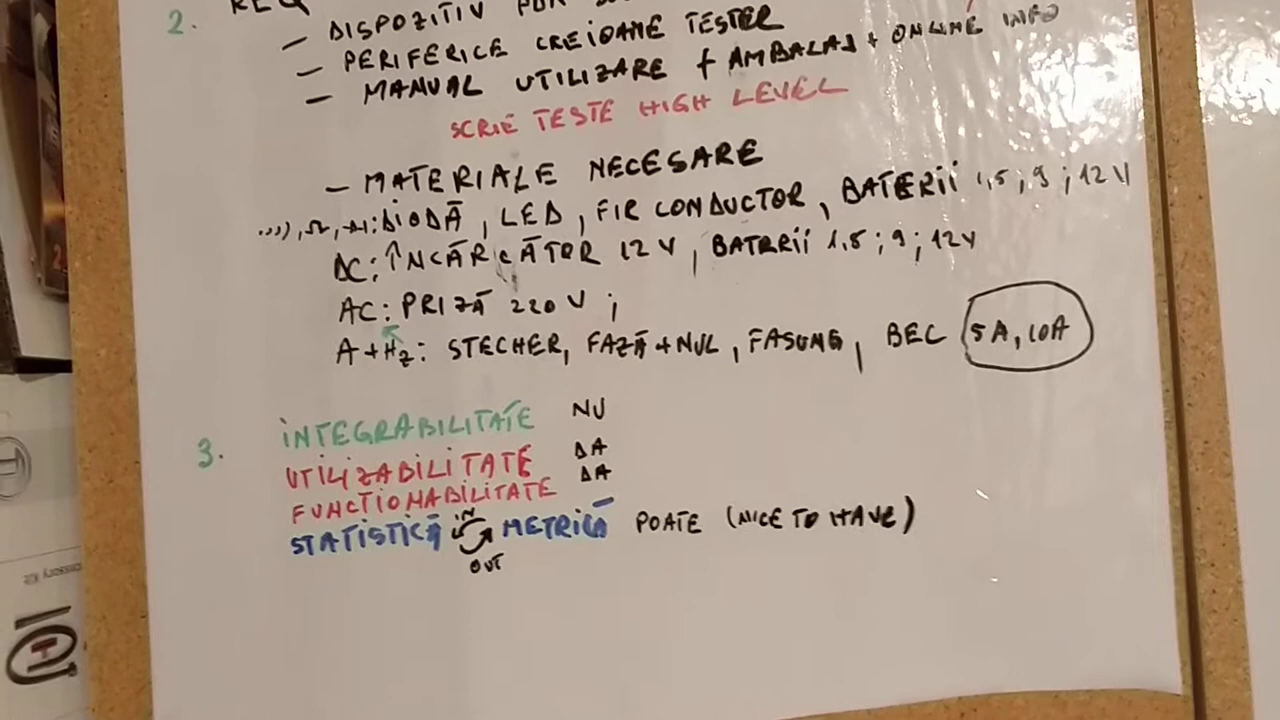 2.
- DISPOZITIV
- PERIFERICE CREIOANE TESTER
- MANUAL UTILIZARE + AMBALAJ + ONLINE INFO
SCRIE TESTE HIGH LEVEL
- MATERIALE NECESARE
...))), Ω, : DIODĂ, LED, FIR CONDUCTOR, BATERII 1,5; 9; 12V
DC: ÎNCĂRCĂTOR 12 V, BATERII 1,5; 9; 12V
AC: PRIZĂ 220 V;
A+Hz: STECHER, FAZĂ + NUL, FASUNG, BEC 5A, 10A
3. INTEGRABILITATE NU
UTILIZABILITATE DA
FUNCTIONABILITATE DA
STATISTICĂ IN OUT METRICĂ POATE (NICE TO HAVE)